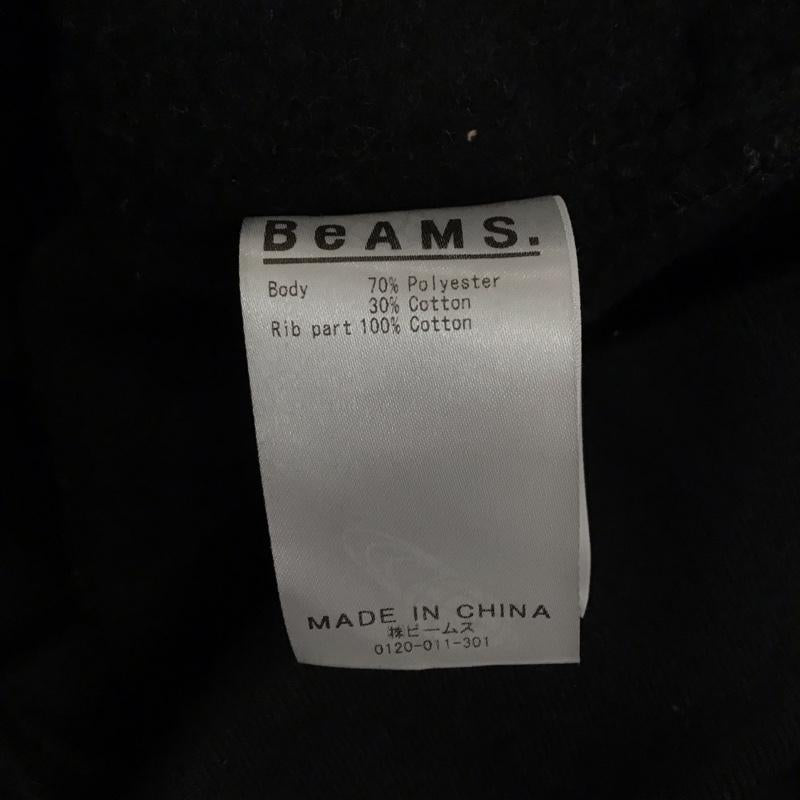 BeAMS.
Body 70% Polyester
30% Cotton
Rib part 100% Cotton
MADE IN CHINA
㈱ビームス
0120-011-301